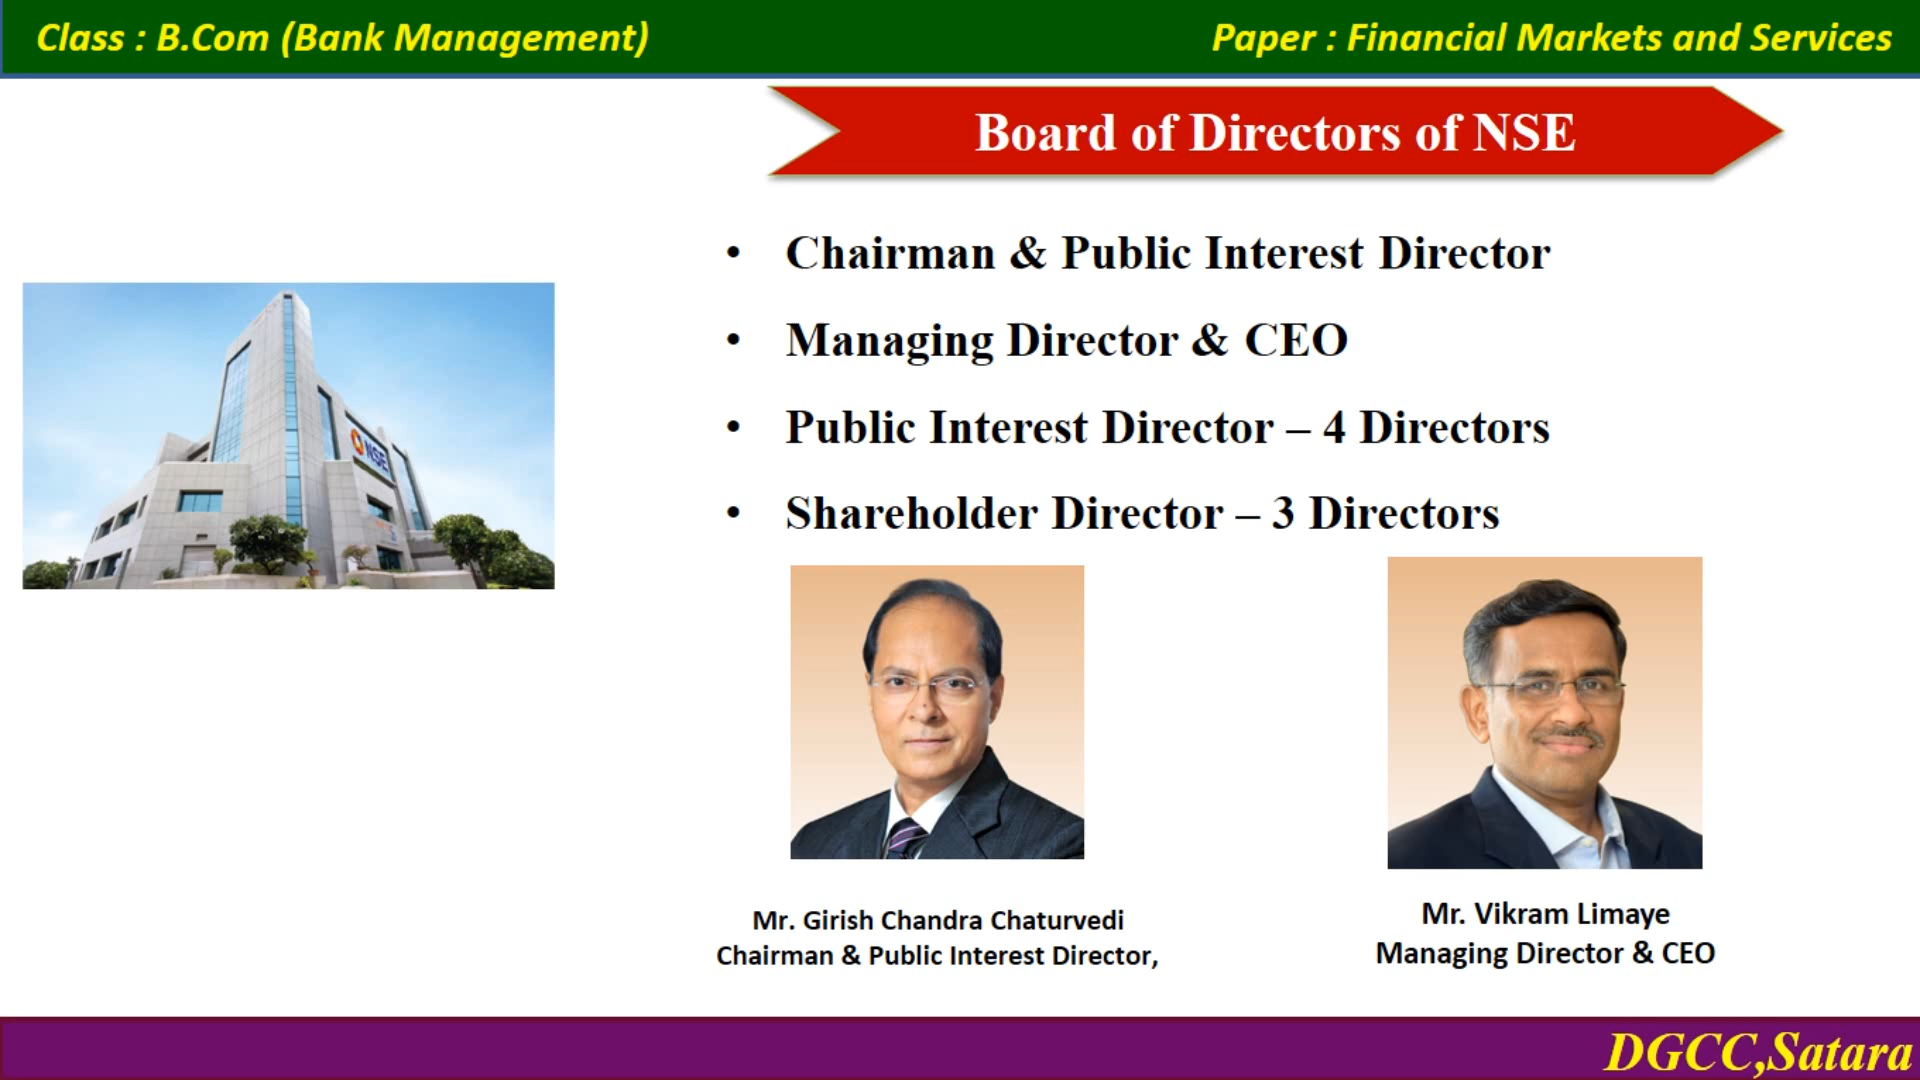 Class : B.Com (Bank Management)
Paper : Financial Markets and Services
Board of Directors of NSE
• Chairman & Public Interest Director
• Managing Director & CEO
• Public Interest Director – 4 Directors
• Shareholder Director – 3 Directors
NSE
Mr. Girish Chandra Chaturvedi
Chairman & Public Interest Director,
Mr. Vikram Limaye
Managing Director & CEO
DGCC,Satara